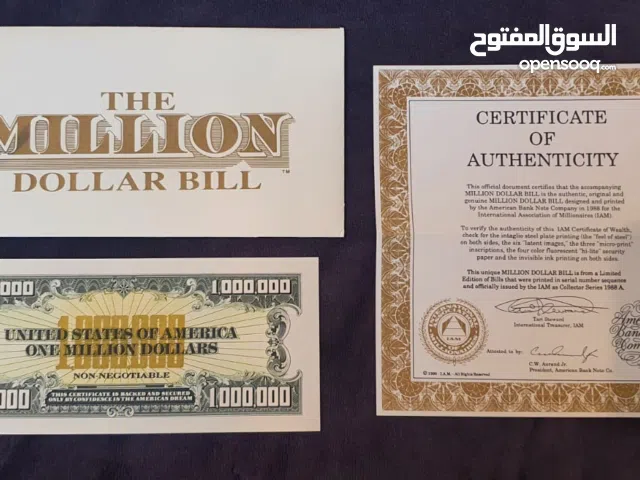 السوق المفتوح
opensooq.com
THE
MILLION
DOLLAR BILL
TM
CERTIFICATE
OF
AUTHENTICITY
This official document certifies that the accompanying
MILLION DOLLAR BILL is the authentic, original and
genuine MILLION DOLLAR BILL designed and printed
by the American Bank Note Company in 1988 for the
International Association of Millionaires (IAM).
To verify the authenticity of this IAM Certificate of Wealth,
check for the intaglio steel plate printing (the "feel of steel")
on both sides, the six "latent images," the three "micro-print"
inscriptions, the four color fluorescent "hi-lite" security
paper and the invisible ink printing on both sides.
This unique MILLION DOLLAR BILL is from a Limited
Edition of Bills that were printed in serial number sequence
and officially issued by the IAM as Collector Series 1988 A.
Tari Steward
International Treasurer, IAM
I.A.M.
Attested to by:
C.W. Aurand Jr.
President, American Bank Note Co.
© 1988 I.A.M. - All Rights Reserved
000
1,000,000
UNITED STATES OF AMERICA
ONE MILLION DOLLARS
NON-NEGOTIABLE
THIS CERTIFICATE IS BACKED AND SECURED
ONLY BY CONFIDENCE IN THE AMERICAN DREAM
000
1,000,000